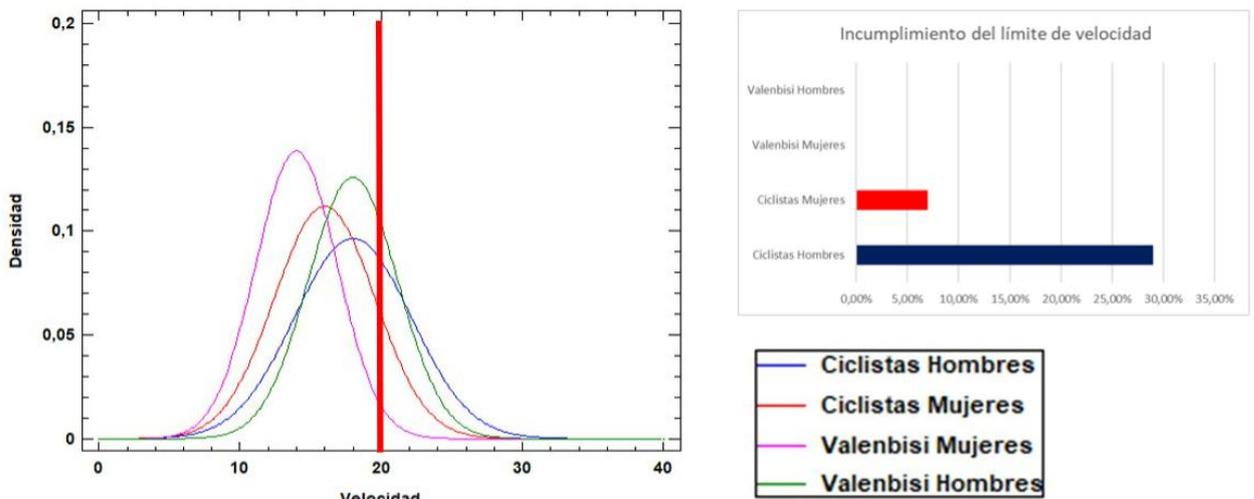 0,2
0,15
0,1
0,05
0
Densidad
0 10 20 30 40
Velocidad
Incumplimiento del límite de velocidad
Valenbisi Hombres
Valenbisi Mujeres
Ciclistas Mujeres
Ciclistas Hombres
0,00% 5,00% 10,00% 15,00% 20,00% 25,00% 30,00% 35,00%
Ciclistas Hombres
Ciclistas Mujeres
Valenbisi Mujeres
Valenbisi Hombres